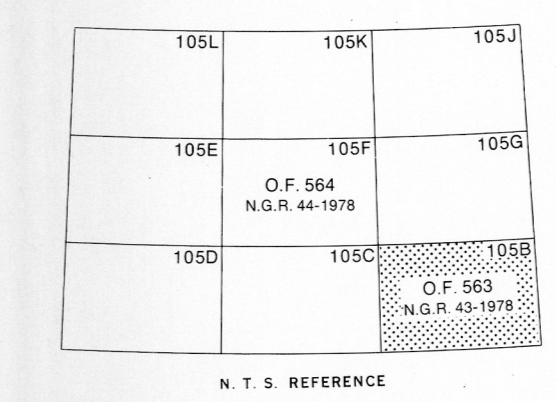 105L 105K 105J
105E 105F 105G
O.F. 564
N.G.R. 44-1978
105D 105C 105B
O.F. 563
N.G.R. 43-1978
N. T. S. REFERENCE